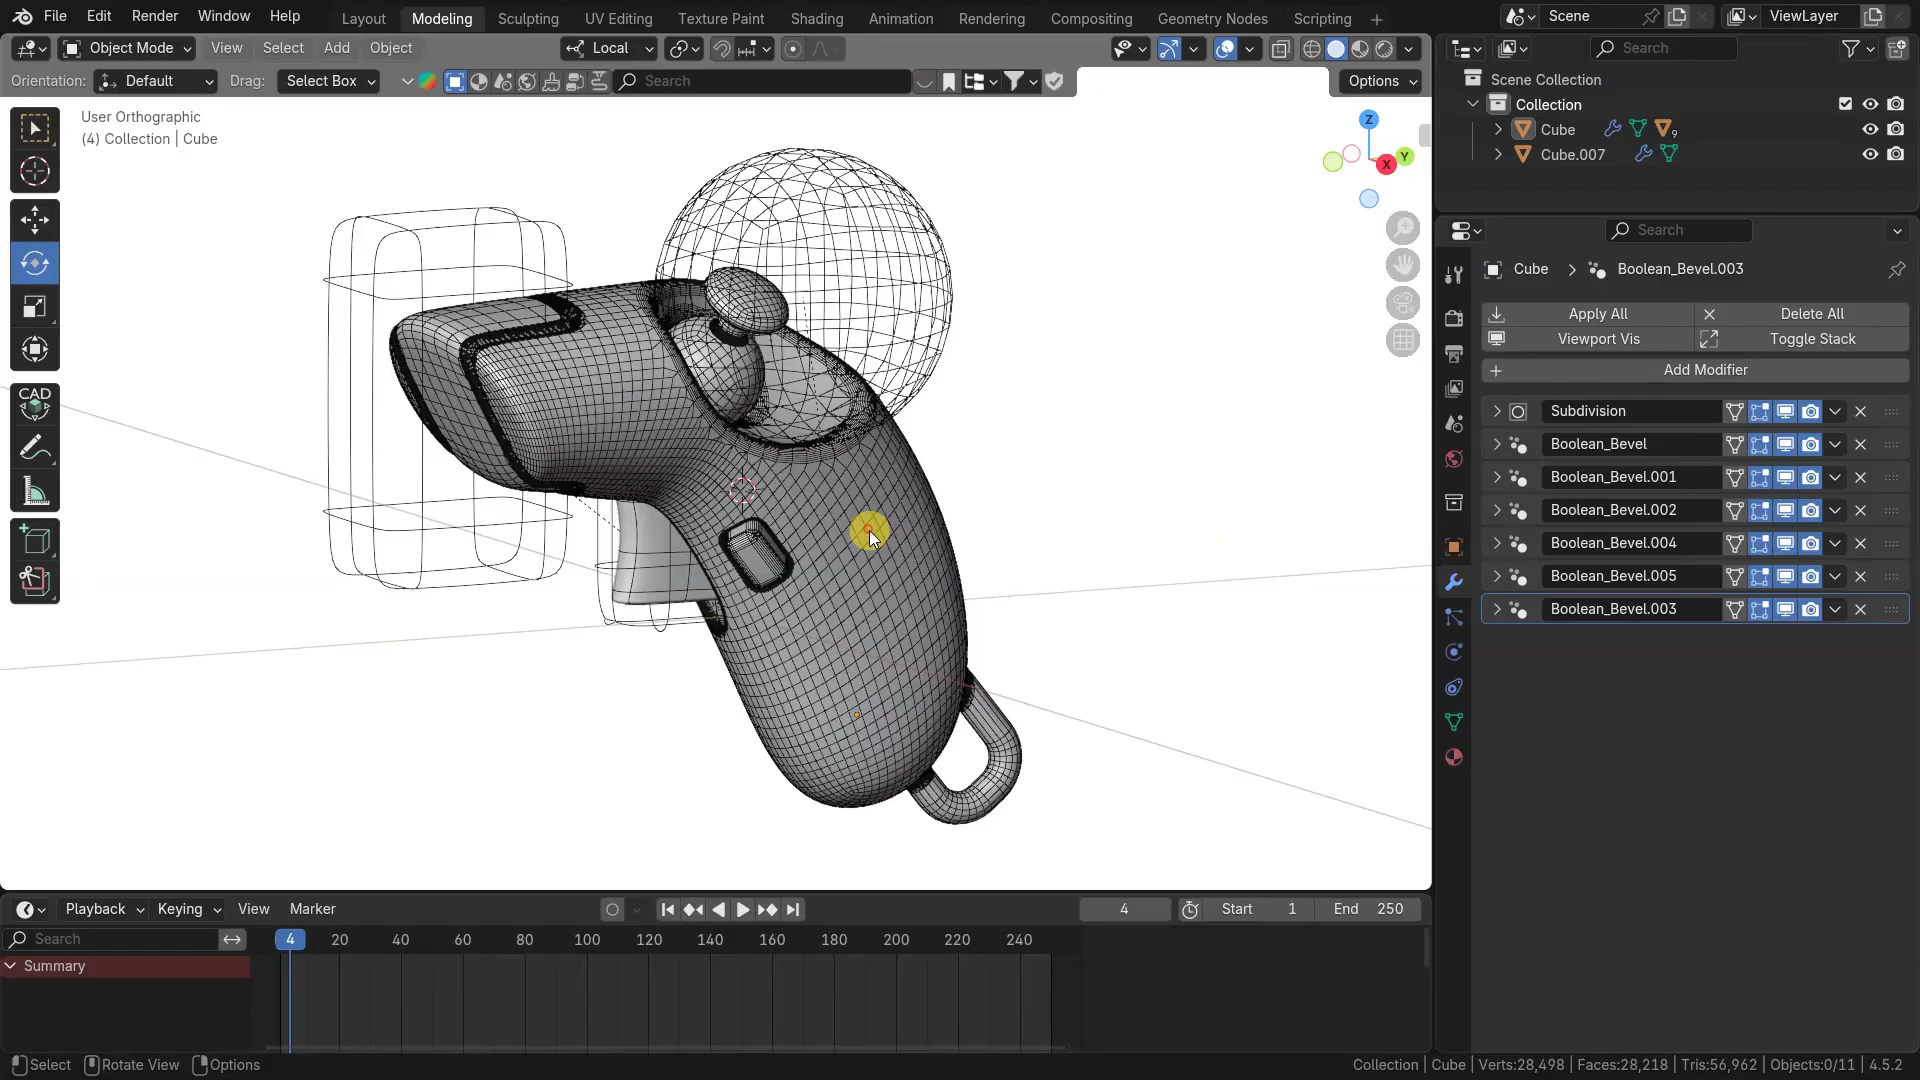 File Edit Render Window Help Layout Modeling Sculpting UV Editing Texture Paint Shading Animation Rendering Compositing Geometry Nodes Scripting + Scene ViewLayer
Object Mode View Select Add Object Local Search
Orientation: Default Drag: Select Box Search Options
User Orthographic
(4) Collection | Cube
Z
Y
X
CAD
Scene Collection
Collection
Cube 9
Cube.007
Search
Cube Boolean_Bevel.003
Apply All Delete All
Viewport Vis Toggle Stack
Add Modifier
Subdivision
Boolean_Bevel
Boolean_Bevel.001
Boolean_Bevel.002
Boolean_Bevel.004
Boolean_Bevel.005
Boolean_Bevel.003
Playback Keying View Marker 4 Start 1 End 250
Search 4 20 40 60 80 100 120 140 160 180 200 220 240
Summary
Select Rotate View Options Collection | Cube | Verts:28,498 | Faces:28,218 | Tris:56,962 | Objects:0/11 | 4.5.2